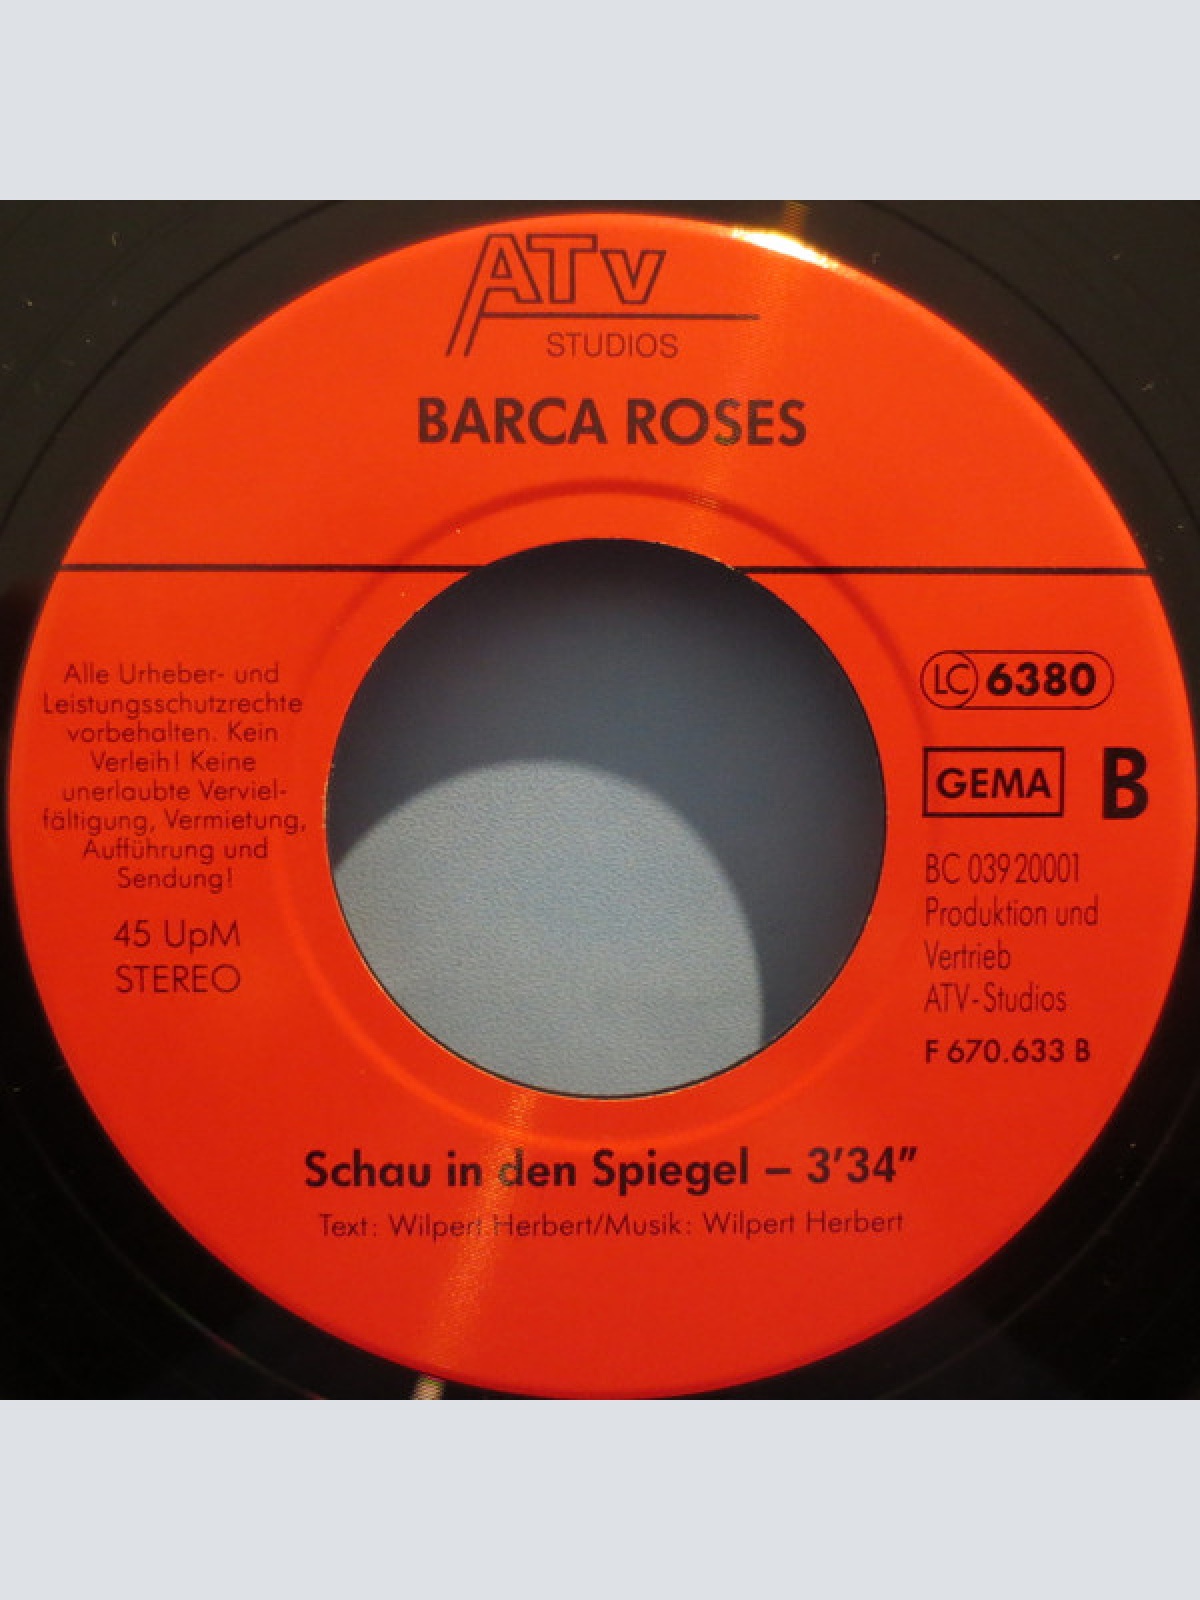 ATV
STUDIOS
BARCA ROSES
Alle Urheber- und
Leistungsschutzrechte
vorbehalten. Kein
Verleih! Keine
unerlaubte Verviel-
fältigung, Vermietung,
Aufführung und
Sendung!
45 UpM
STEREO
LC 6380
GEMA B
BC 039 20001
Produktion und
Vertrieb
ATV-Studios
F 670.633 B
Schau in den Spiegel – 3'34"
Text: Wilpert Herbert/Musik: Wilpert Herbert